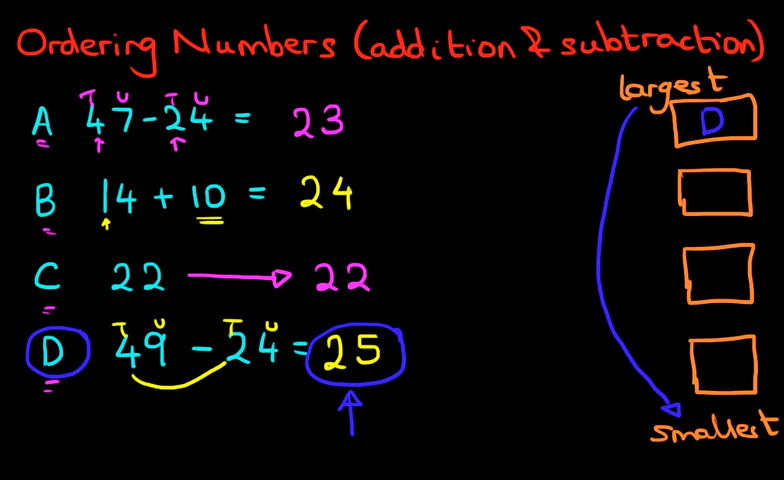 Ordering Numbers (addition & subtraction)
largest
T U T U
A 47-24 = 23
D
B 14 + 10 = 24
C 22 → 22
T U T U
D 49 - 24 = 25
smallest